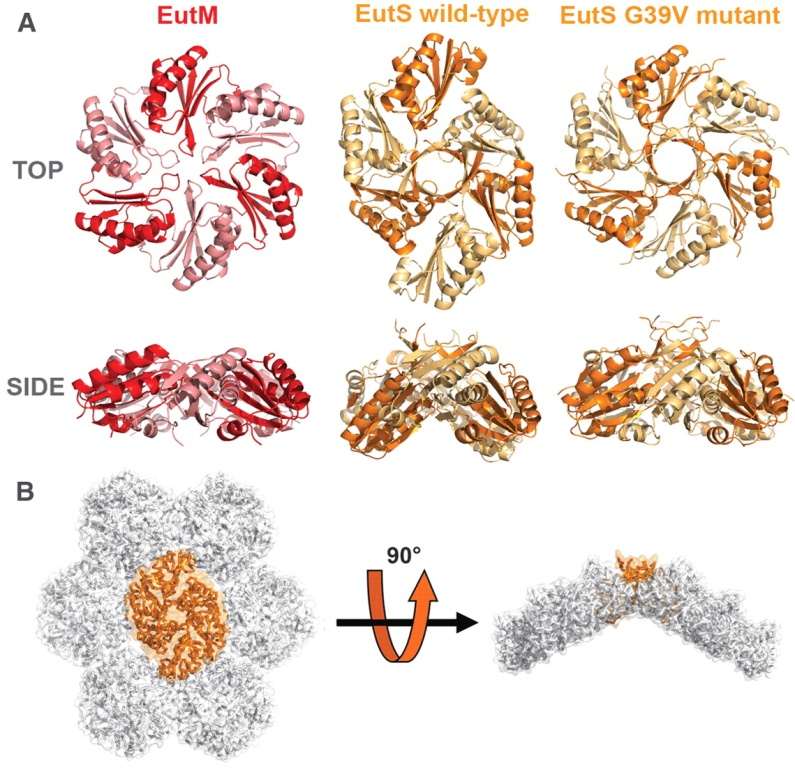 A
EutM
EutS wild-type
EutS G39V mutant
TOP
SIDE
B
90°